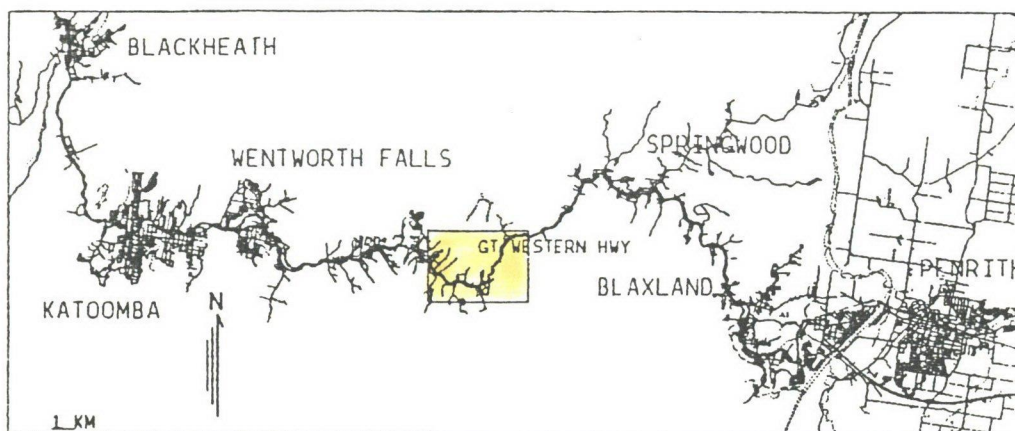 BLACKHEATH
WENTWORTH FALLS
SPRINGWOOD
GT WESTERN HWY
BLAXLAND
PENRITH
KATOOMBA
N
1 KM